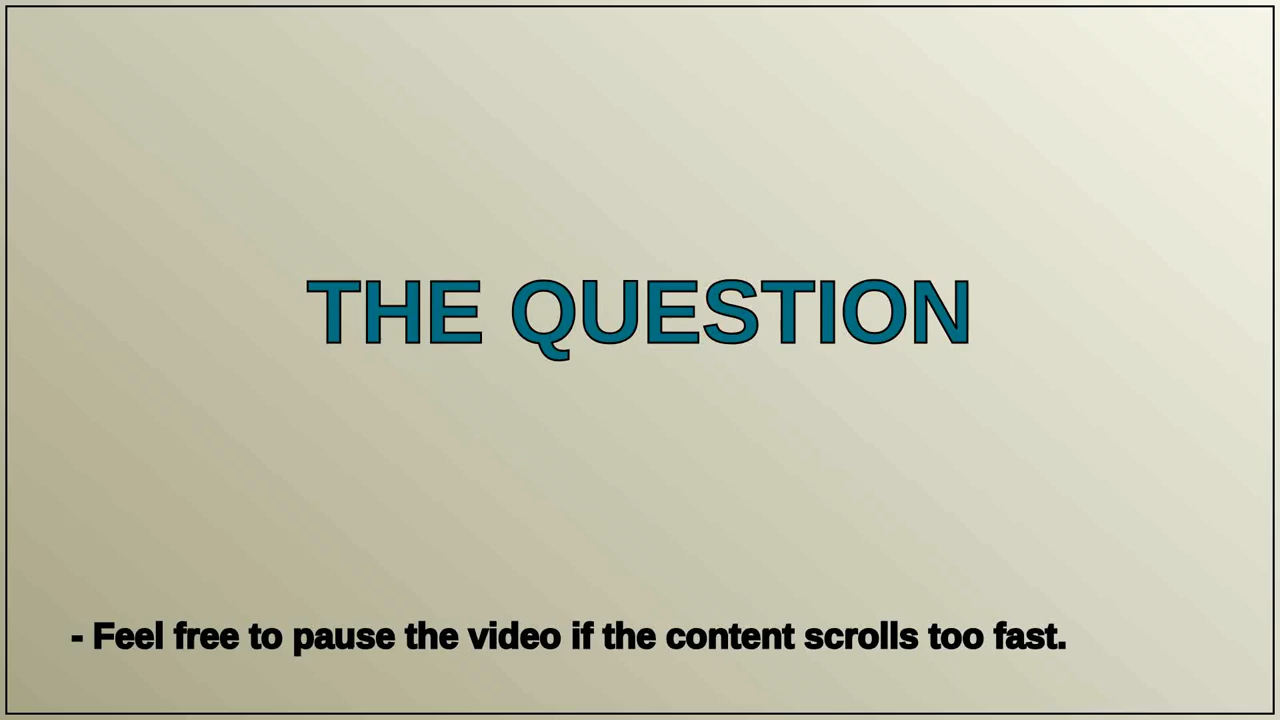 THE QUESTION
- Feel free to pause the video if the content scrolls too fast.